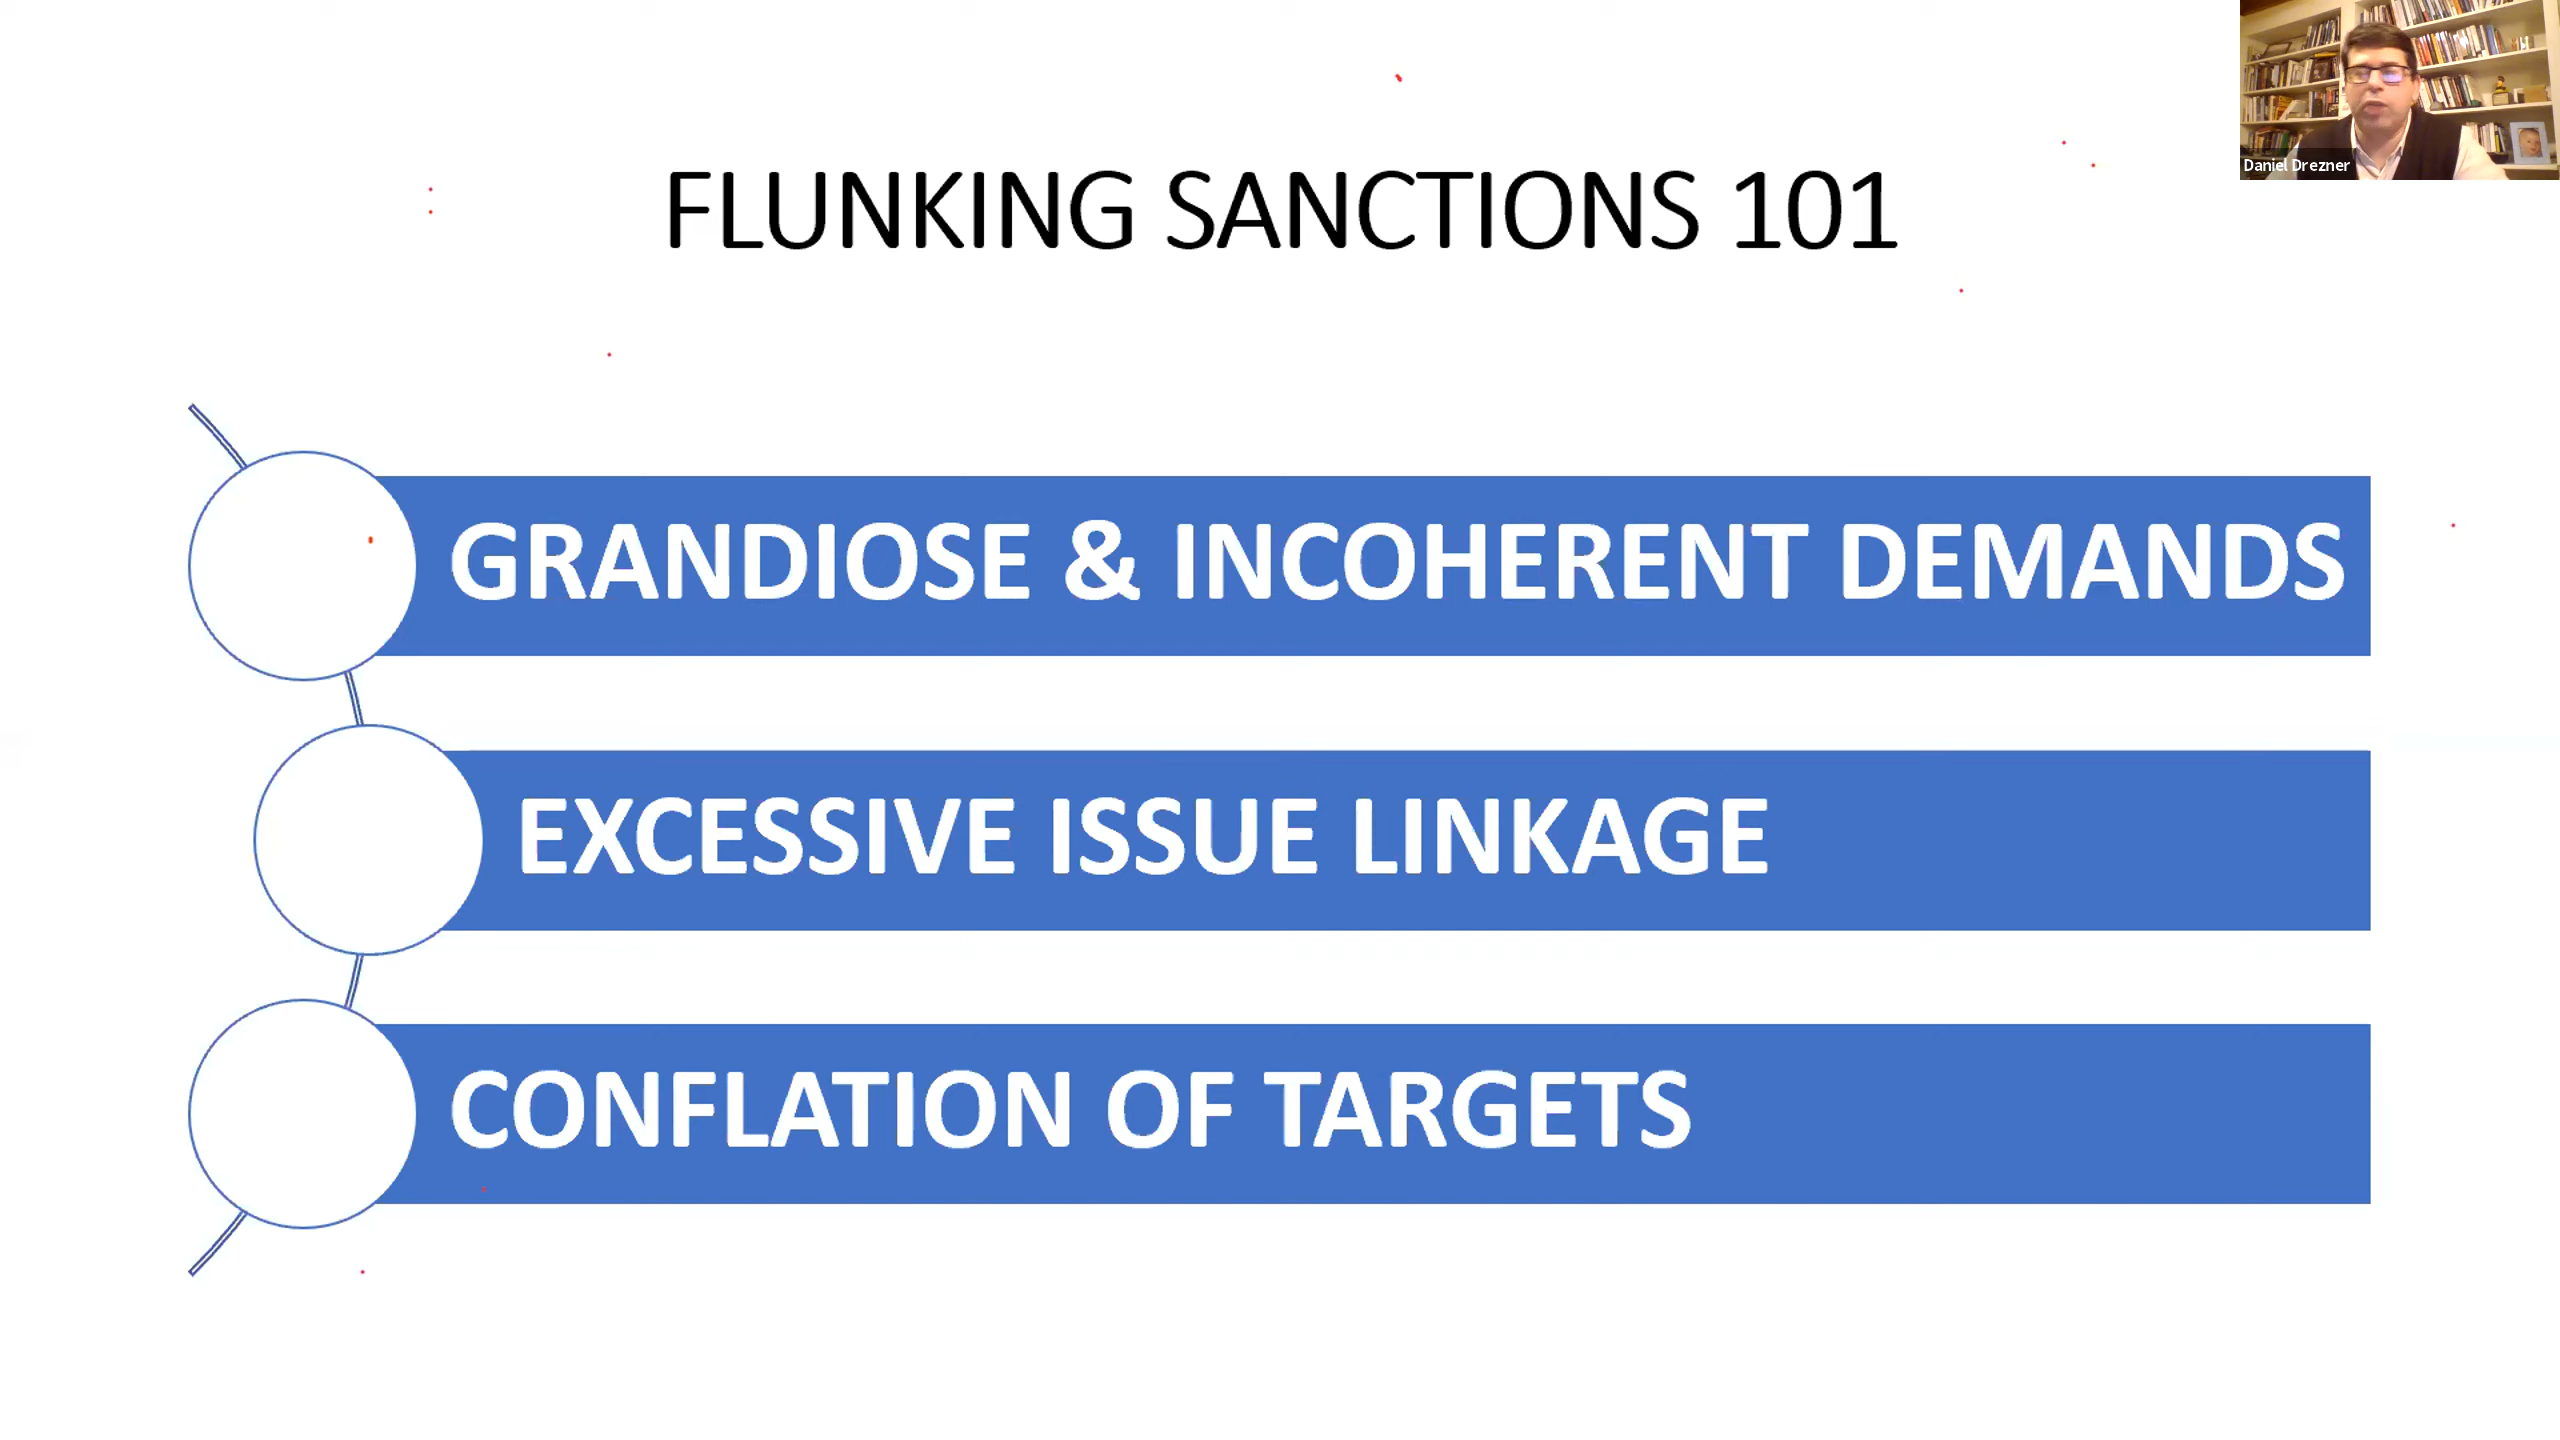 FLUNKING SANCTIONS 101
Daniel Drezner
GRANDIOSE & INCOHERENT DEMANDS
EXCESSIVE ISSUE LINKAGE
CONFLATION OF TARGETS